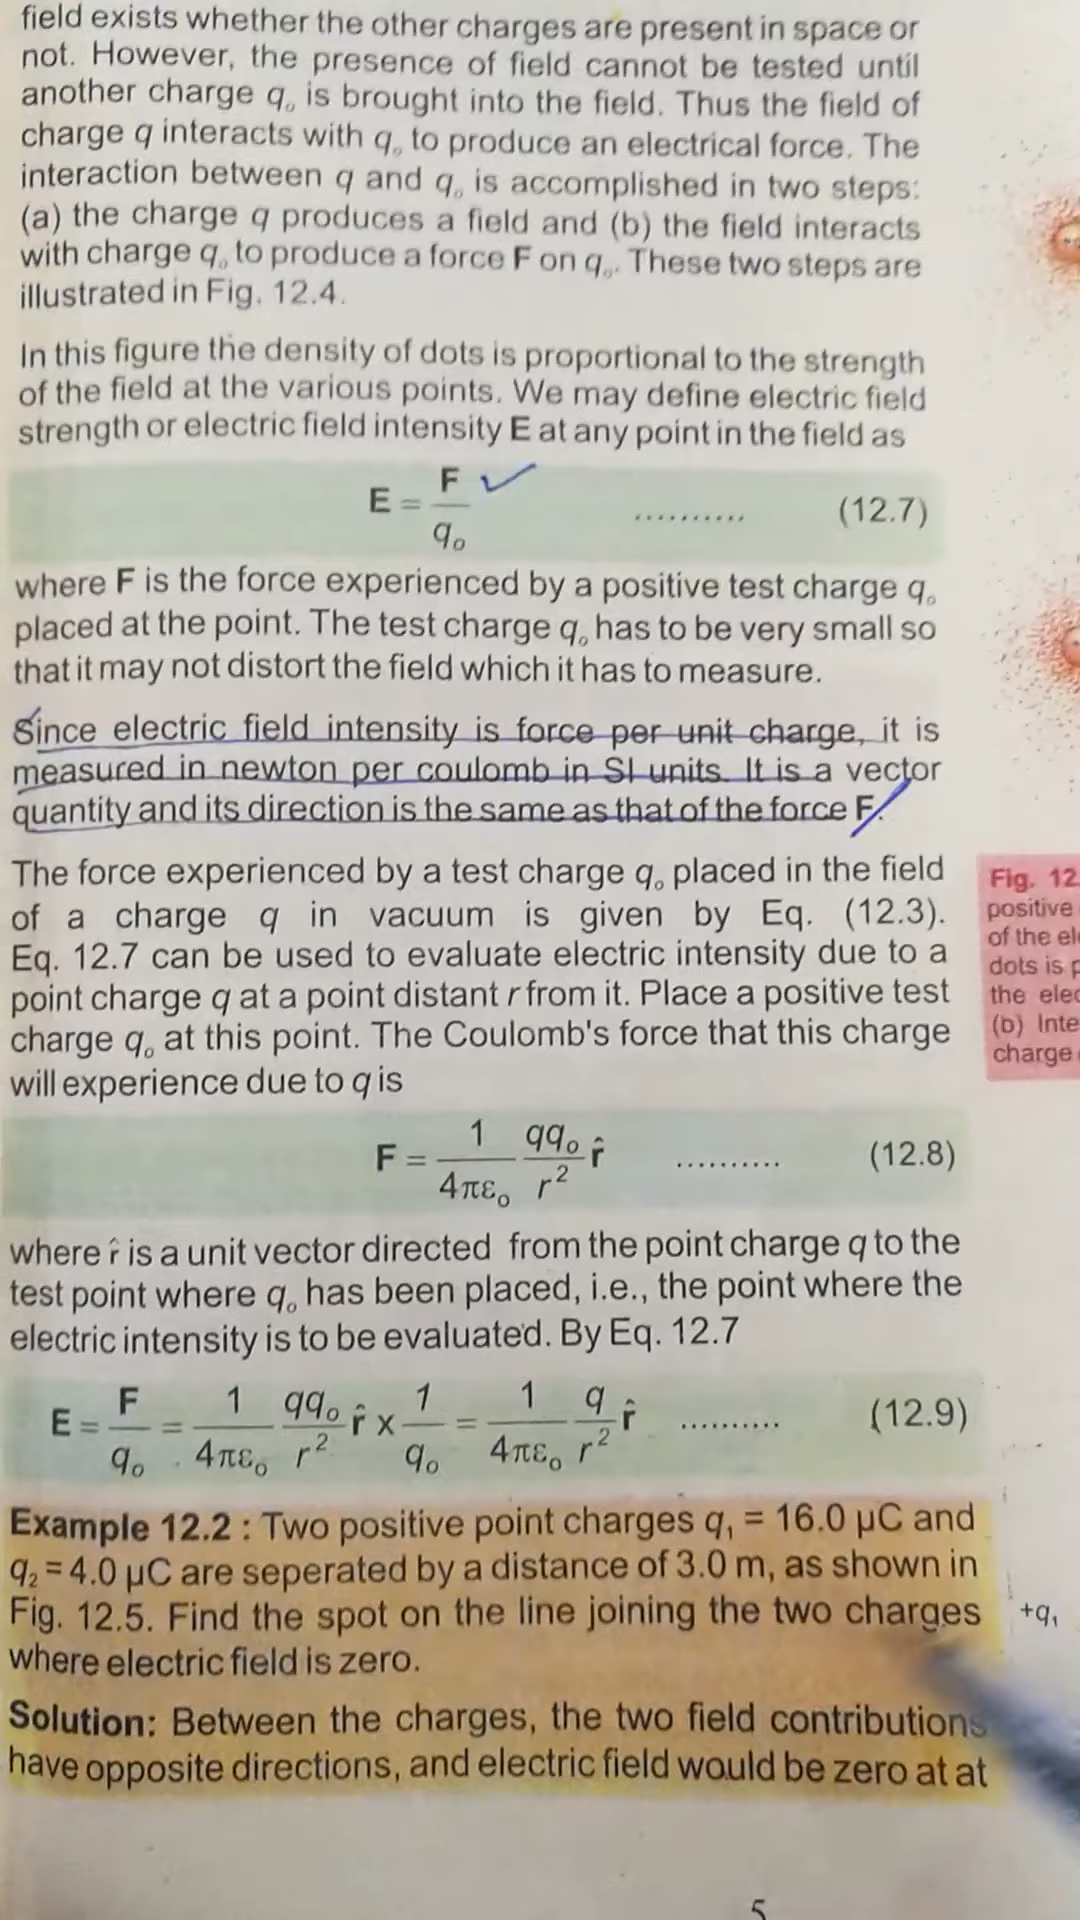 field exists whether the other charges are present in space or
not. However, the presence of field cannot be tested until
another charge qₒ is brought into the field. Thus the field of
charge q interacts with qₒ to produce an electrical force. The
interaction between q and qₒ is accomplished in two steps:
(a) the charge q produces a field and (b) the field interacts
with charge qₒ to produce a force F on qₒ. These two steps are
illustrated in Fig. 12.4.
In this figure the density of dots is proportional to the strength
of the field at the various points. We may define electric field
strength or electric field intensity E at any point in the field as
E = F/qₒ .......... (12.7)
where F is the force experienced by a positive test charge qₒ
placed at the point. The test charge qₒ has to be very small so
that it may not distort the field which it has to measure.
Since electric field intensity is force per unit charge, it is
measured in newton per coulomb in SI units. It is a vector
quantity and its direction is the same as that of the force F.
The force experienced by a test charge qₒ placed in the field
of a charge q in vacuum is given by Eq. (12.3).
Eq. 12.7 can be used to evaluate electric intensity due to a
point charge q at a point distant r from it. Place a positive test
charge qₒ at this point. The Coulomb's force that this charge
will experience due to q is
F = 1/4πεₒ qqₒ/r² r̂ .......... (12.8)
where r̂ is a unit vector directed from the point charge q to the
test point where qₒ has been placed, i.e., the point where the
electric intensity is to be evaluated. By Eq. 12.7
E = F/qₒ = 1/4πεₒ qqₒ/r² r̂ x 1/qₒ = 1/4πεₒ q/r² r̂ .......... (12.9)
Example 12.2 : Two positive point charges q₁ = 16.0 µC and
q₂ = 4.0 µC are seperated by a distance of 3.0 m, as shown in
Fig. 12.5. Find the spot on the line joining the two charges
where electric field is zero.
Solution: Between the charges, the two field contributions
have opposite directions, and electric field would be zero at at
5
Fig. 12.
positive
of the el
dots is
the elec
(b) Inte
charge
+q₁